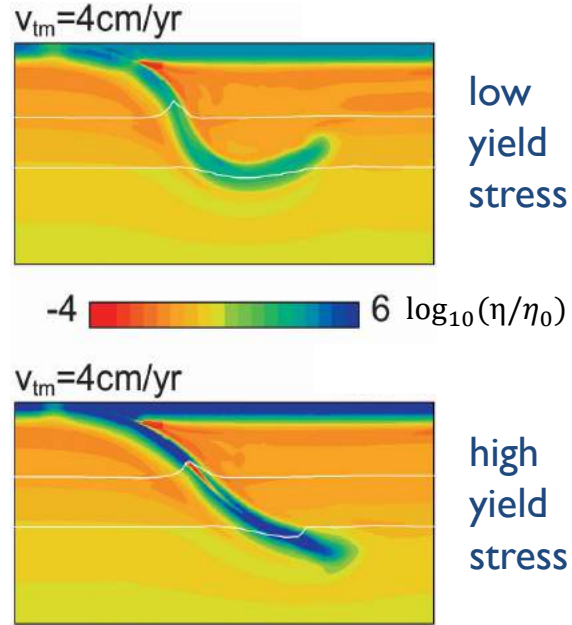 v_tm=4cm/yr
low
yield
stress
-4 6 log₁₀(η/η₀)
v_tm=4cm/yr
high
yield
stress